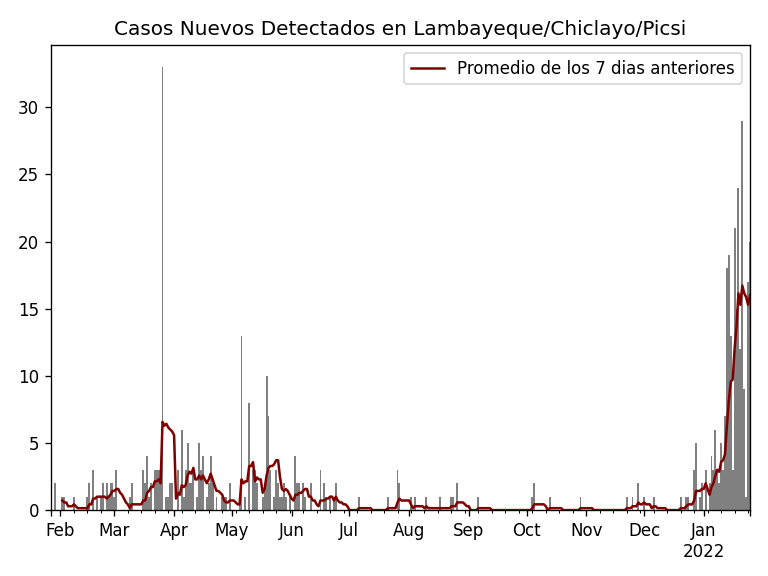 Casos Nuevos Detectados en Lambayeque/Chiclayo/Picsi
Promedio de los 7 dias anteriores
30
25
20
15
10
5
0
Feb Mar Apr May Jun Jul Aug Sep Oct Nov Dec Jan
2022